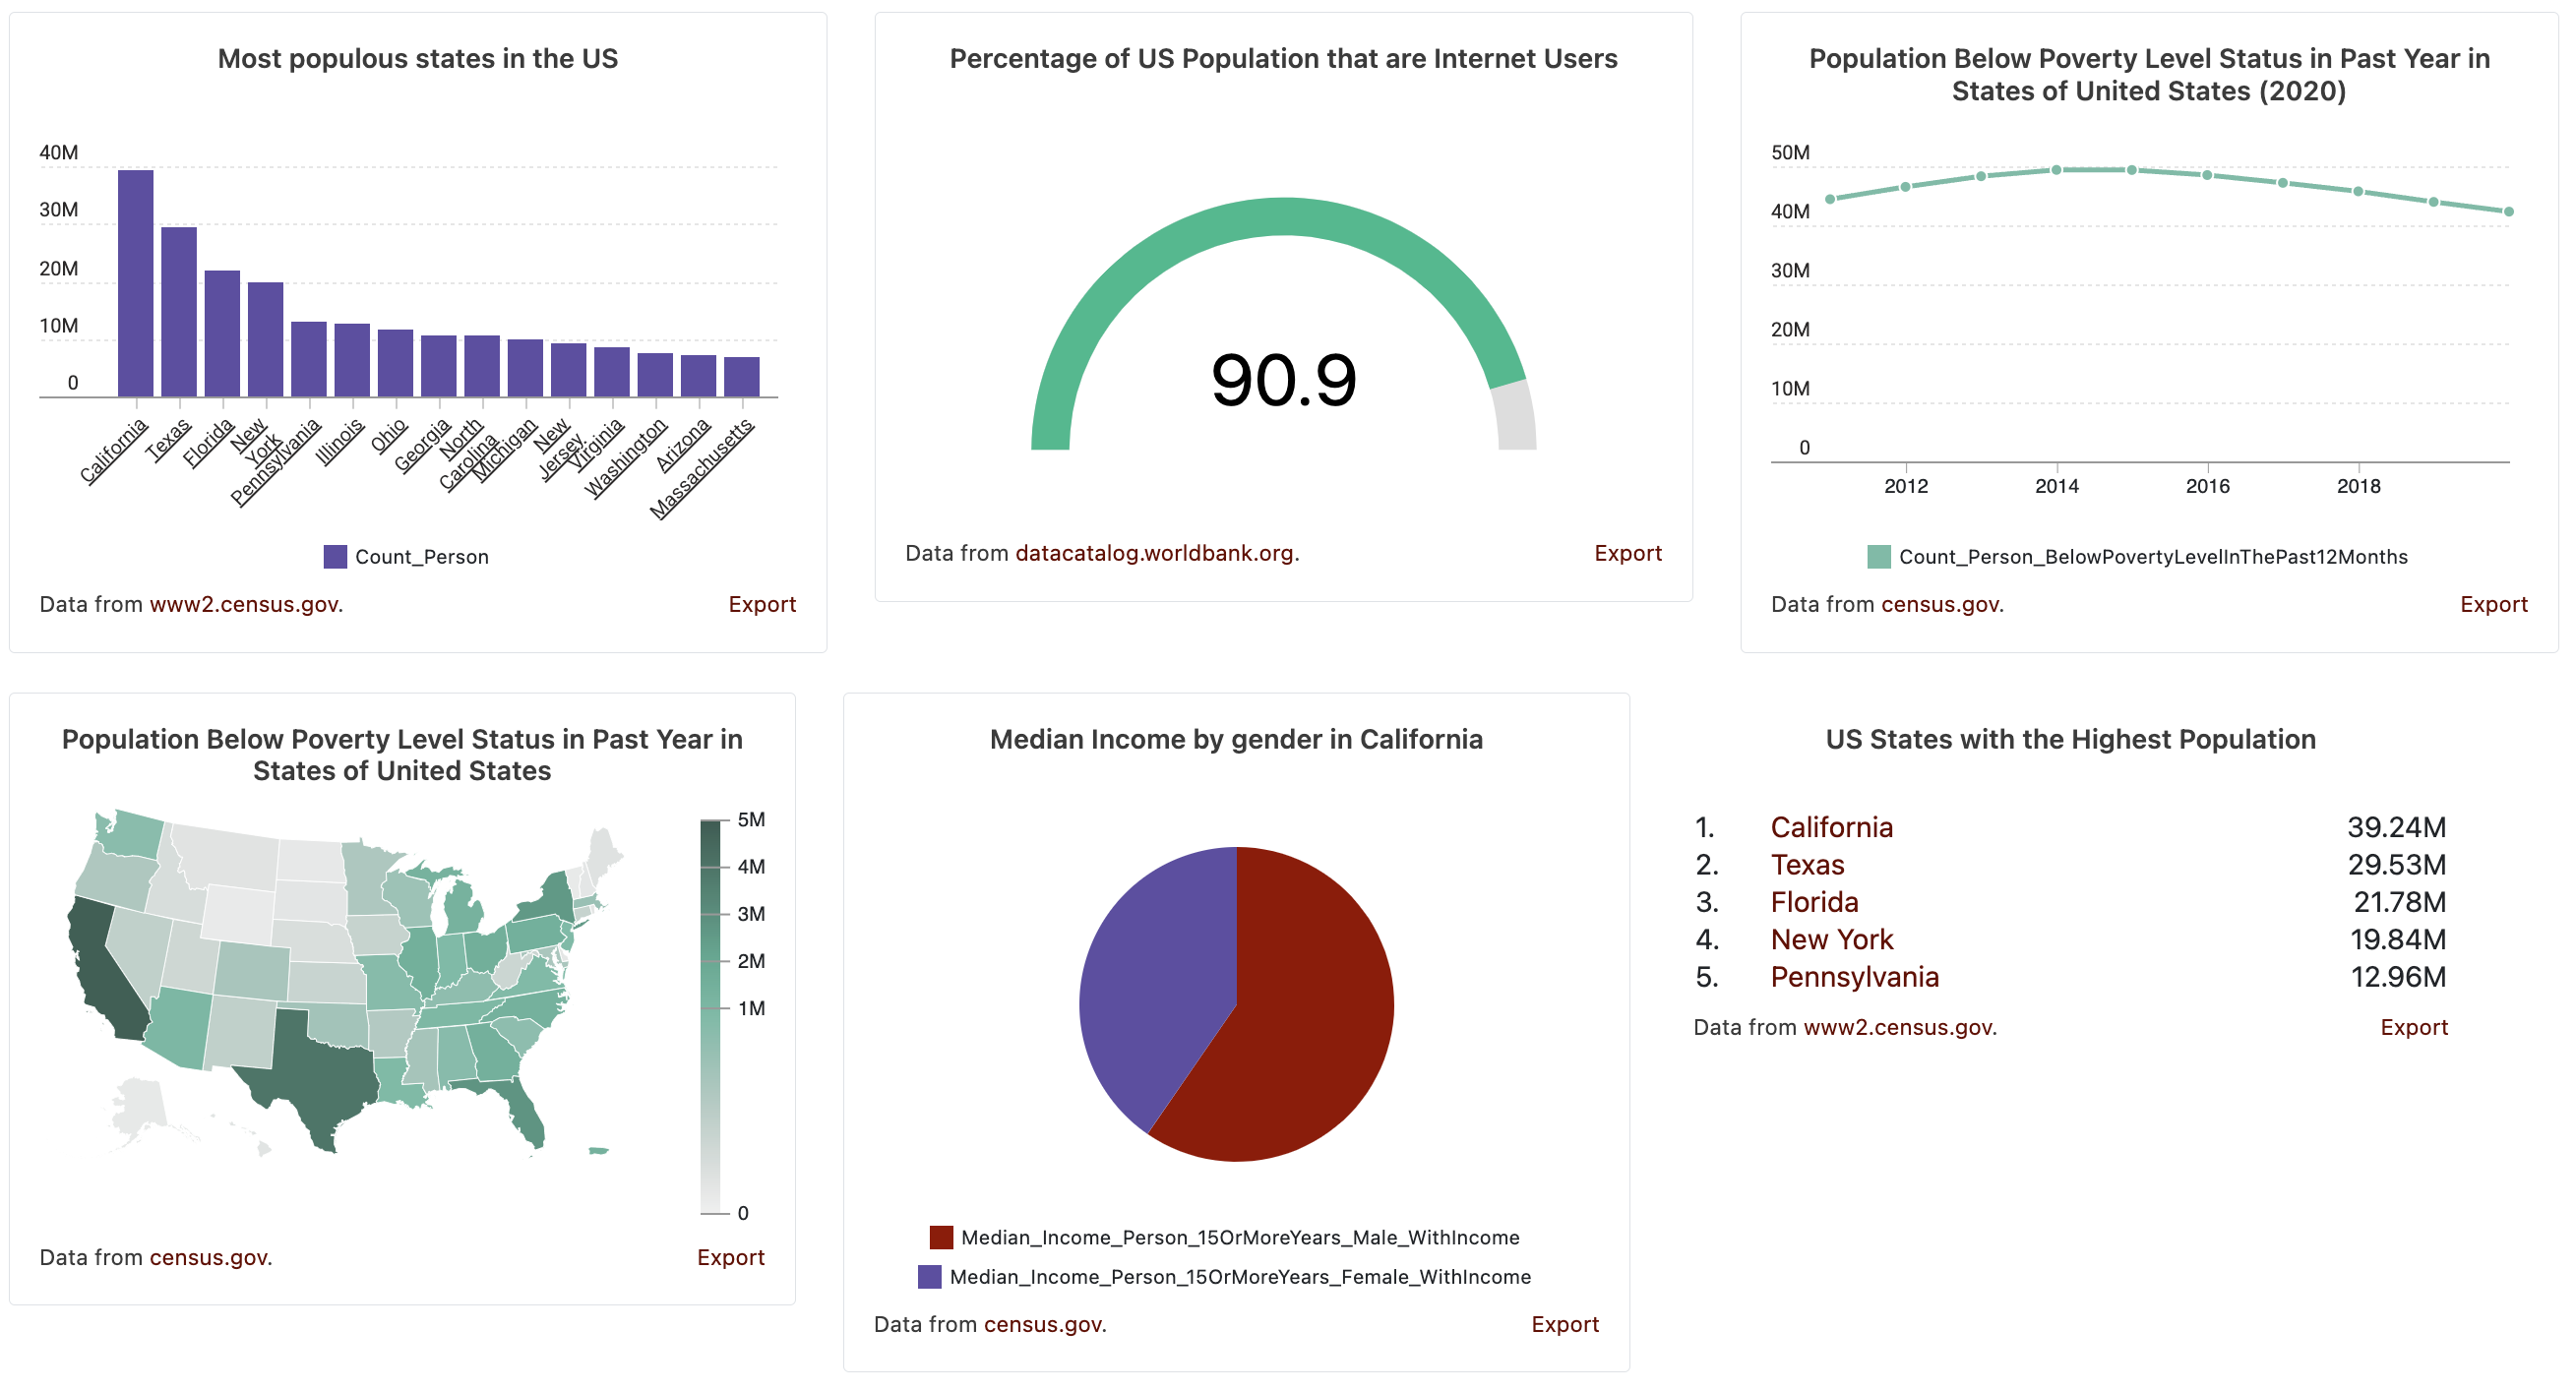 Most populous states in the US
40M
30M
20M
10M
0
California
Texas
Florida
New
York
Pennsylvania
Illinois
Ohio
Georgia
North
Carolina
Michigan
New
Jersey.
Virginia
Washington
Arizona
Massachusetts
Count_Person
Data from www2.census.gov.
Export
Percentage of US Population that are Internet Users
90.9
Data from datacatalog.worldbank.org.
Export
Population Below Poverty Level Status in Past Year in
States of United States (2020)
50M
40M
30M
20M
10M
0
2012
2014
2016
2018
Count_Person_BelowPovertyLevelInThePast12Months
Data from census.gov.
Export
Population Below Poverty Level Status in Past Year in
States of United States
5M
4M
3M
2M
1M
0
Data from census.gov.
Export
Median Income by gender in California
Median_Income_Person_15OrMoreYears_Male_WithIncome
Median_Income_Person_15OrMoreYears_Female_WithIncome
Data from census.gov.
Export
US States with the Highest Population
1. California 39.24M
2. Texas 29.53M
3. Florida 21.78M
4. New York 19.84M
5. Pennsylvania 12.96M
Data from www2.census.gov.
Export